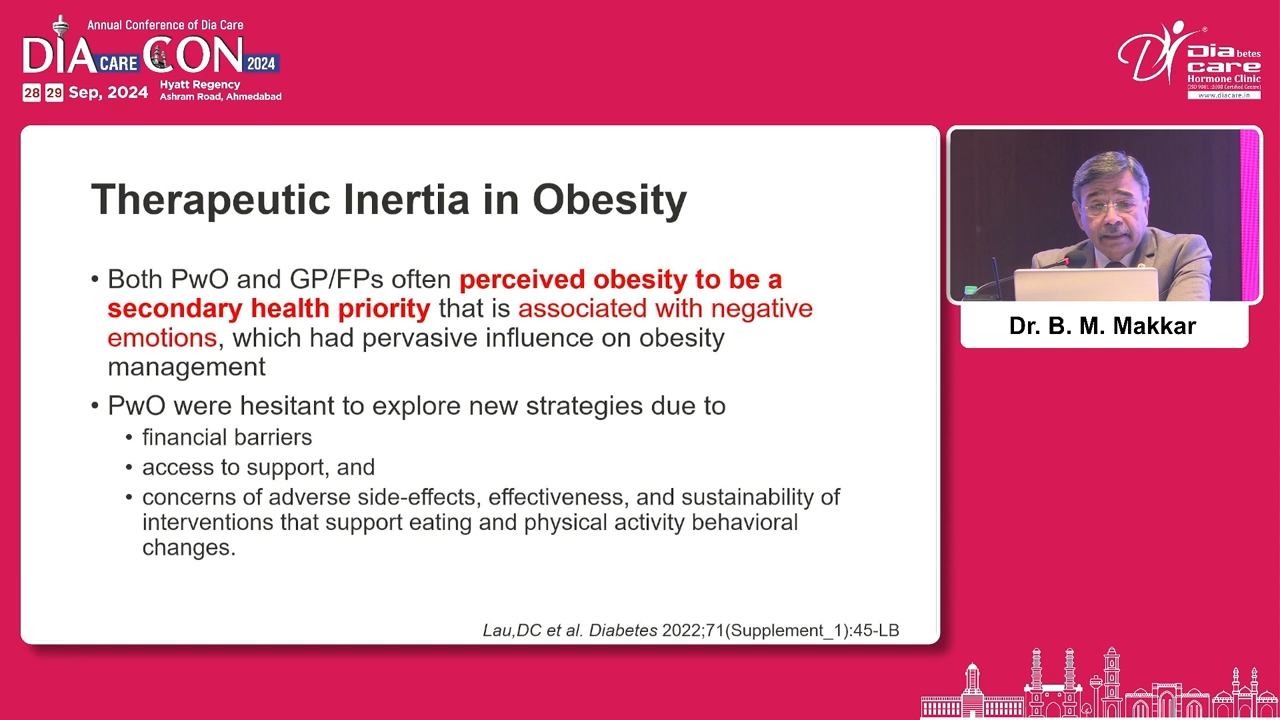 Annual Conference of Dia Care
DIA CARE CON 2024
28 29 Sep, 2024
Hyatt Regency
Ashram Road, Ahmedabad
Diabetes
care
Hormone Clinic
(ISO 9001 : 2008 Certified Centre)
www.diacare.in
Therapeutic Inertia in Obesity
• Both PwO and GP/FPs often perceived obesity to be a
secondary health priority that is associated with negative
emotions, which had pervasive influence on obesity
management
• PwO were hesitant to explore new strategies due to
• financial barriers
• access to support, and
• concerns of adverse side-effects, effectiveness, and sustainability of
interventions that support eating and physical activity behavioral
changes.
Lau,DC et al. Diabetes 2022;71(Supplement_1):45-LB
Dr. B. M. Makkar